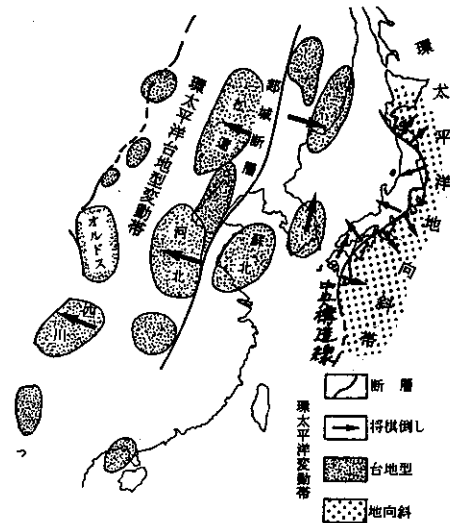 環太平洋地向斜帯
環太平洋台地型変動帯
松遼
郯城断層
オルドス
河北
蘇北
四川
中央構造線
つ
環太平洋変動帯
断層
将棋倒し
台地型
地向斜